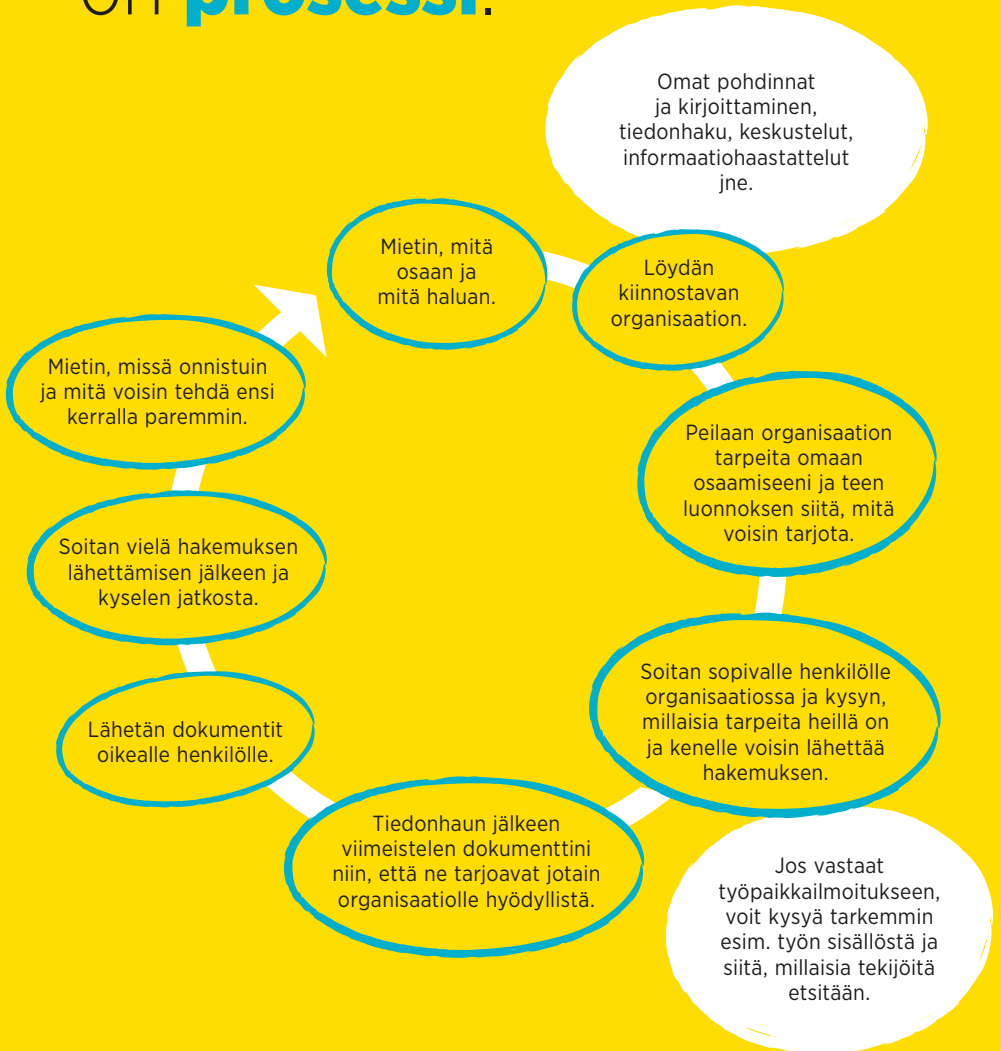 on prosessi.
Omat pohdinnat
ja kirjoittaminen,
tiedonhaku, keskustelut,
informaatiohaastattelut
jne.
Mietin, mitä
osaan ja
mitä haluan.
Löydän
kiinnostavan
organisaation.
Peilaan organisaation
tarpeita omaan
osaamiseeni ja teen
luonnoksen siitä, mitä
voisin tarjota.
Soitan sopivalle henkilölle
organisaatiossa ja kysyn,
millaisia tarpeita heillä on
ja kenelle voisin lähettää
hakemuksen.
Jos vastaat
työpaikkailmoitukseen,
voit kysyä tarkemmin
esim. työn sisällöstä ja
siitä, millaisia tekijöitä
etsitään.
Tiedonhaun jälkeen
viimeistelen dokumenttini
niin, että ne tarjoavat jotain
organisaatiolle hyödyllistä.
Lähetän dokumentit
oikealle henkilölle.
Soitan vielä hakemuksen
lähettämisen jälkeen ja
kyselen jatkosta.
Mietin, missä onnistuin
ja mitä voisin tehdä ensi
kerralla paremmin.